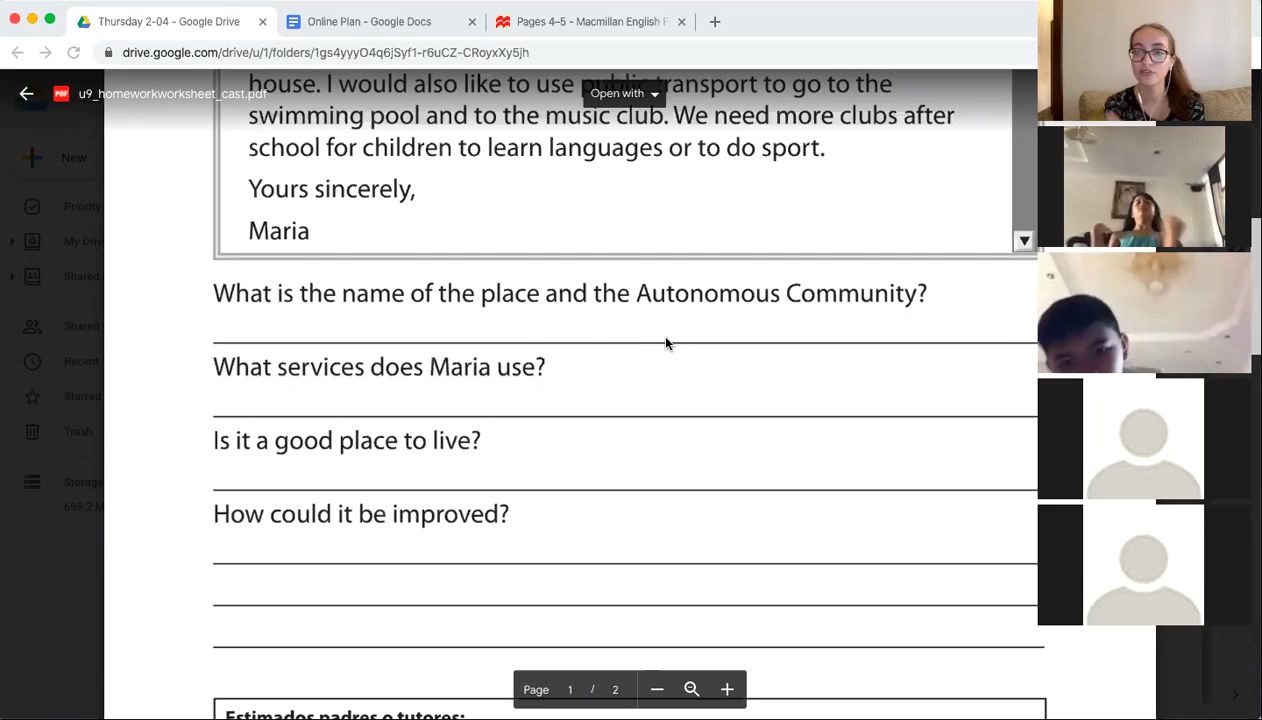 Thursday 2-04 - Google Drive
Online Plan - Google Docs
Pages 4–5 - Macmillan English F
drive.google.com/drive/u/1/folders/1gs4yyyO4q6jSyf1-r6uCZ-CRoyxXy5jh
PDF u9_homeworkworksheet_cast.pdf
Open with
New
Priority
My Driv
Shared
Shared
Recent
Starred
Trash
Storag
695.2 M
house. I would also like to use public transport to go to the
swimming pool and to the music club. We need more clubs after
school for children to learn languages or to do sport.
Yours sincerely,
Maria
What is the name of the place and the Autonomous Community?
What services does Maria use?
Is it a good place to live?
How could it be improved?
Page 1 / 2
Estimados padres o tutores: